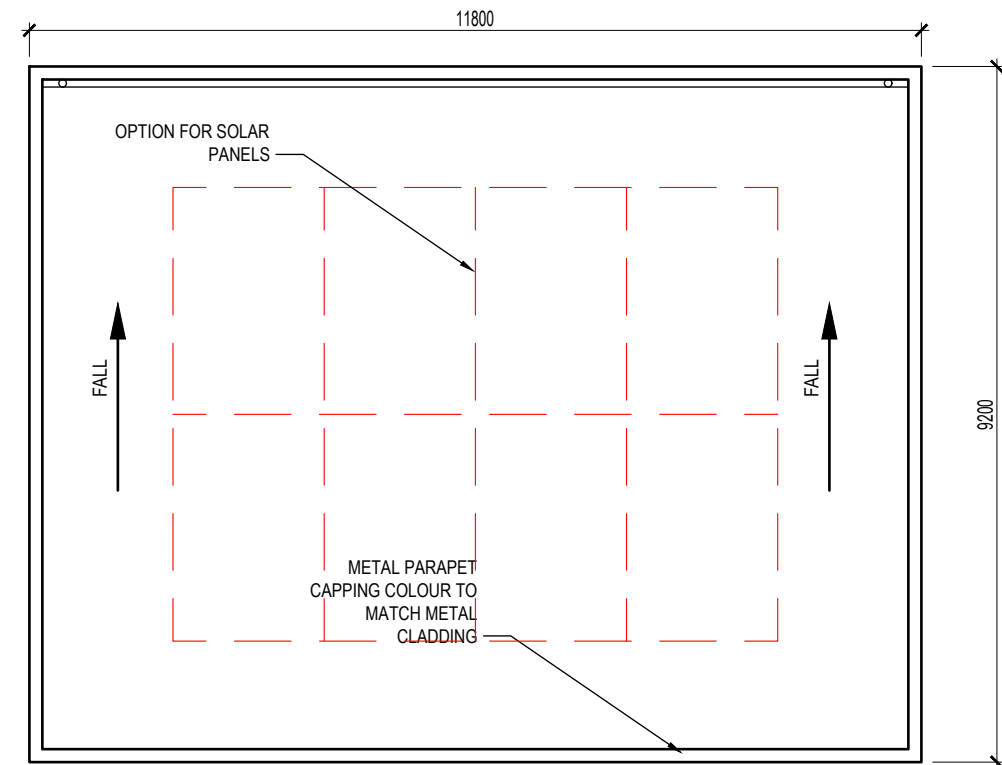 11800
OPTION FOR SOLAR
PANELS
FALL
FALL
9200
METAL PARAPET
CAPPING COLOUR TO
MATCH METAL
CLADDING